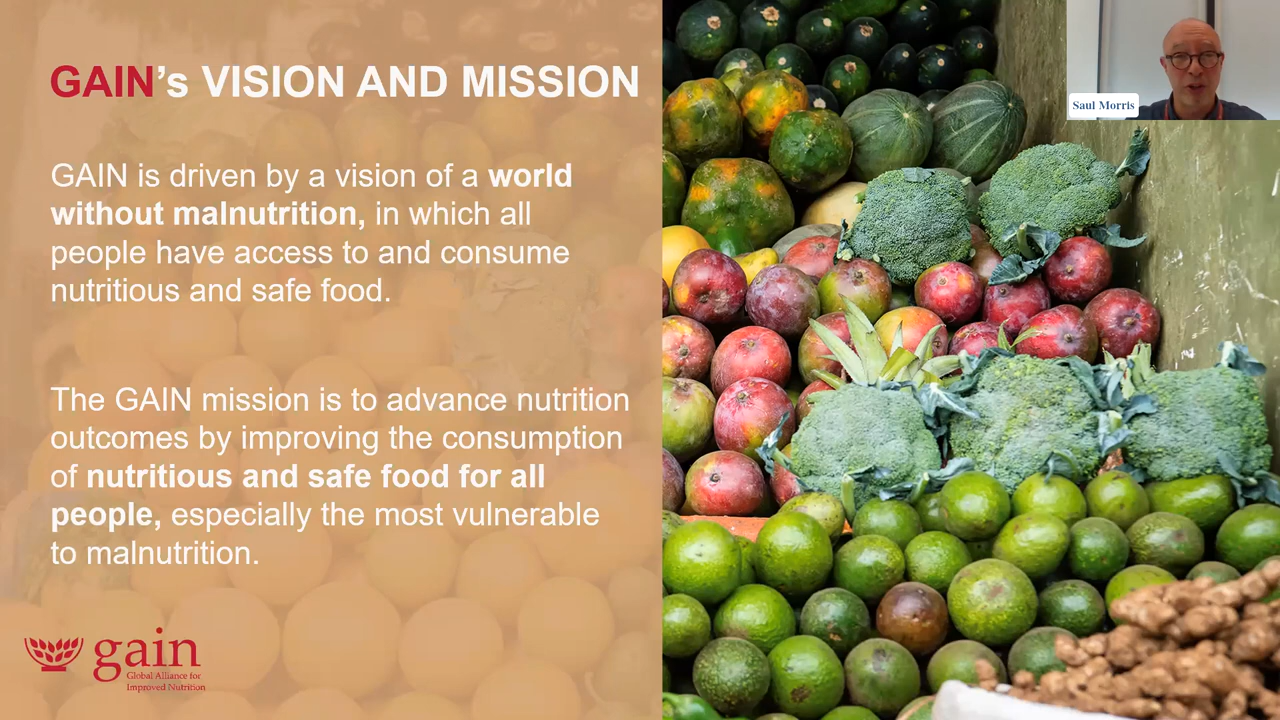 GAIN's VISION AND MISSION
GAIN is driven by a vision of a world
without malnutrition, in which all
people have access to and consume
nutritious and safe food.
The GAIN mission is to advance nutrition
outcomes by improving the consumption
of nutritious and safe food for all
people, especially the most vulnerable
to malnutrition.
gain
Global Alliance for
Improved Nutrition
Saul Morris